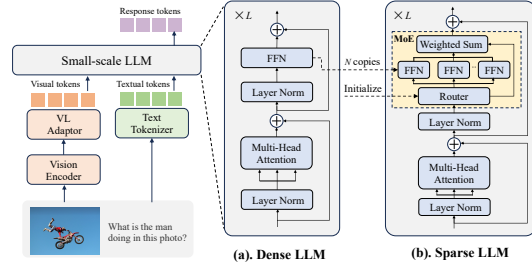 Response tokens
Small-scale LLM
Visual tokens
Textual tokens
VL
Adaptor
Text
Tokenizer
Vision
Encoder
What is the man
doing in this photo?
×L
FFN
Layer Norm
Multi-Head
Attention
Layer Norm
(a). Dense LLM
N copies
Initialize
×L
MoE
Weighted Sum
FFN
FFN
...
FFN
Router
Layer Norm
Multi-Head
Attention
Layer Norm
(b). Sparse LLM